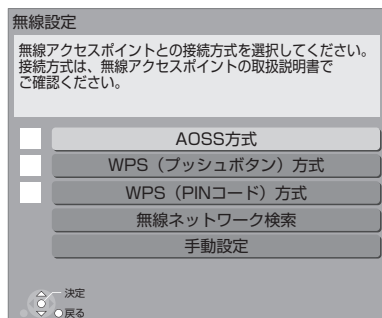 無線設定
無線アクセスポイントとの接続方式を選択してください。
接続方式は、無線アクセスポイントの取扱説明書で
ご確認ください。
AOSS方式
WPS（プッシュボタン）方式
WPS（PINコード）方式
無線ネットワーク検索
手動設定
決定
戻る